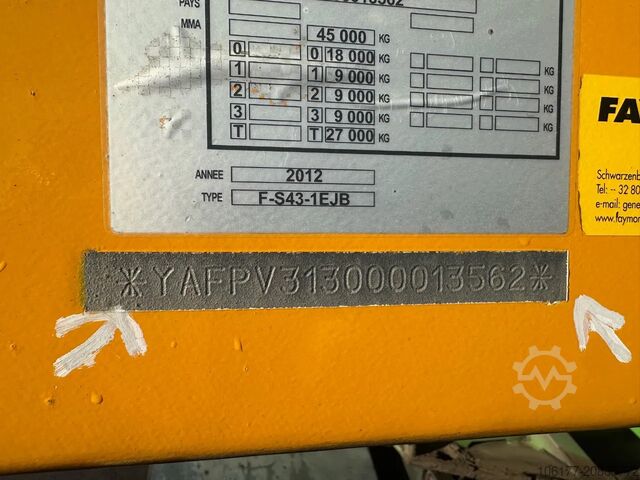 PAYS
MMA
45 000 KG
0 0 18 000 KG KG
1 1 9 000 KG KG
2 2 9 000 KG KG
3 3 9 000 KG KG
T T 27 000 KG
ANNEE 2012
TYPE F-S43-1EJB
FAY
Schwarzenb
Tel: -- 32 80
e-mail: gene
www.faymon
*YAFPV313000013562*